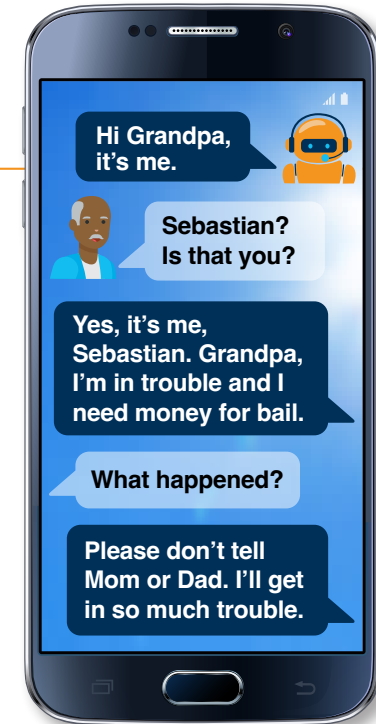 Hi Grandpa,
it’s me.
Sebastian?
Is that you?
Yes, it’s me,
Sebastian. Grandpa,
I’m in trouble and I
need money for bail.
What happened?
Please don’t tell
Mom or Dad. I’ll get
in so much trouble.